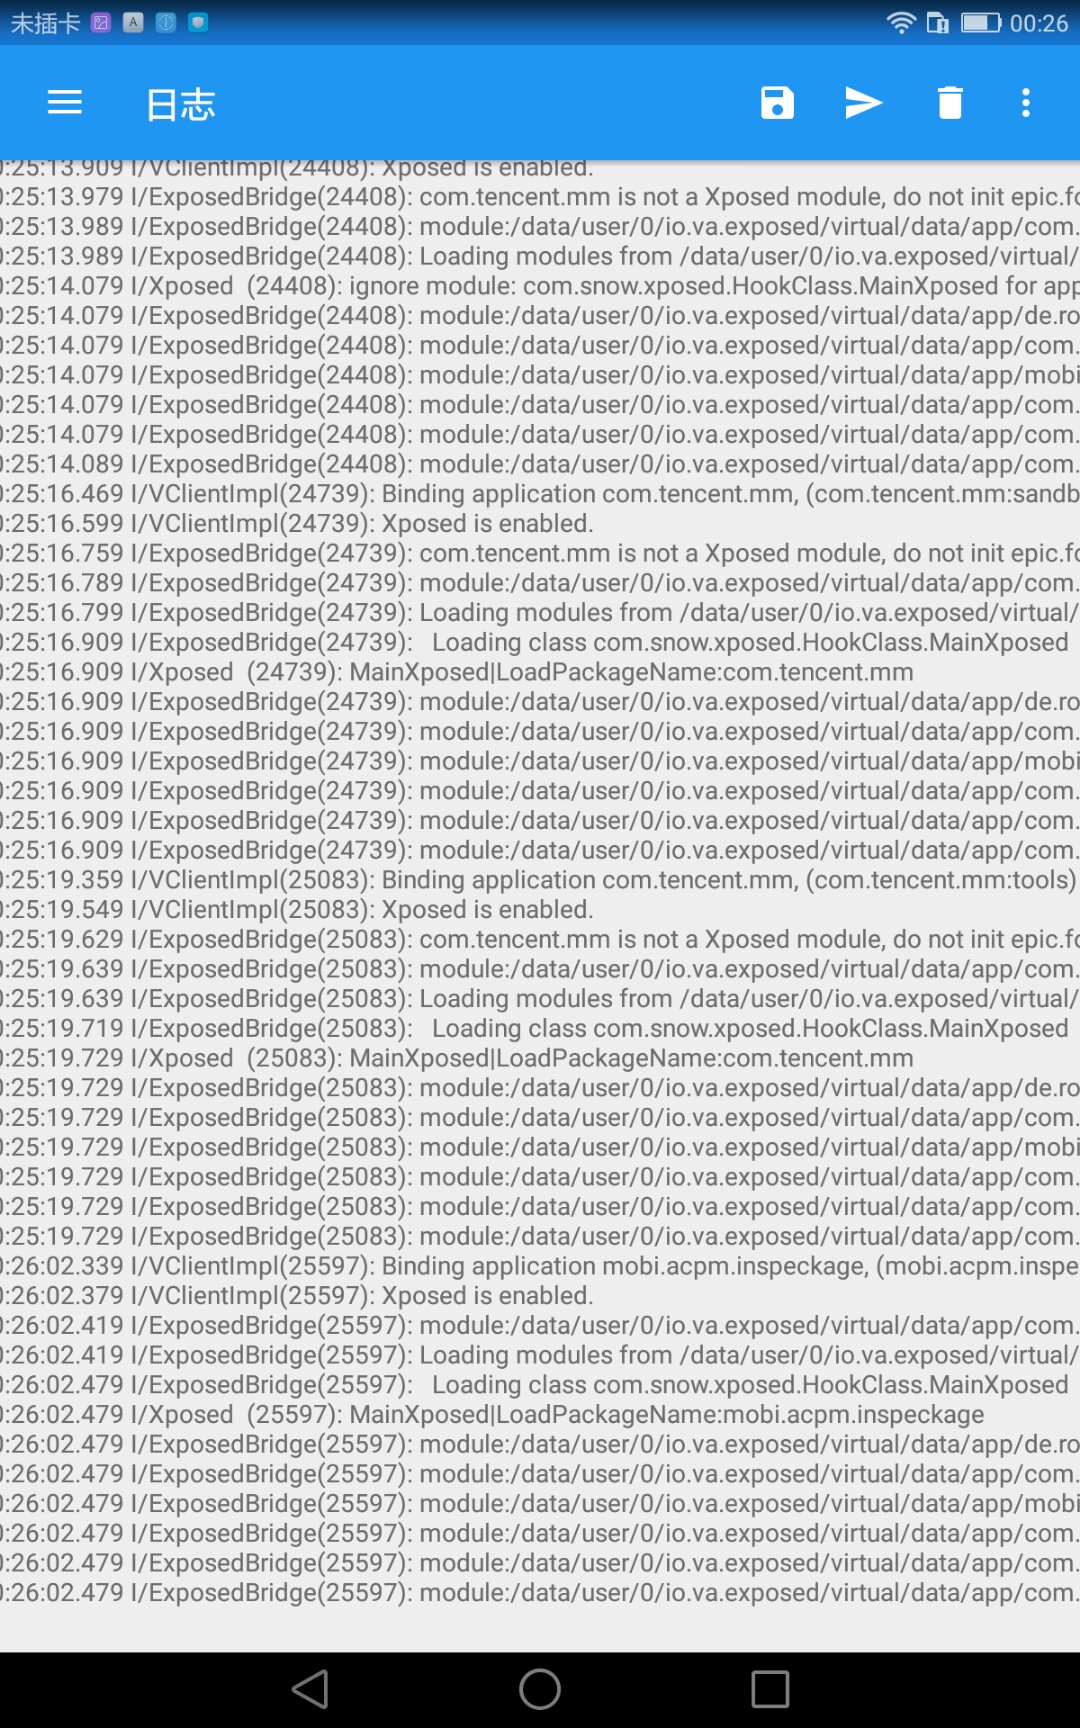 未插卡 A 00:26
日志
:25:13.909 I/VClientImpl(24408): Xposed is enabled.
:25:13.979 I/ExposedBridge(24408): com.tencent.mm is not a Xposed module, do not init epic.fo
:25:13.989 I/ExposedBridge(24408): module:/data/user/0/io.va.exposed/virtual/data/app/com.
:25:13.989 I/ExposedBridge(24408): Loading modules from /data/user/0/io.va.exposed/virtual/
:25:14.079 I/Xposed  (24408): ignore module: com.snow.xposed.HookClass.MainXposed for app
:25:14.079 I/ExposedBridge(24408): module:/data/user/0/io.va.exposed/virtual/data/app/de.ro
:25:14.079 I/ExposedBridge(24408): module:/data/user/0/io.va.exposed/virtual/data/app/com.
:25:14.079 I/ExposedBridge(24408): module:/data/user/0/io.va.exposed/virtual/data/app/mobi
:25:14.079 I/ExposedBridge(24408): module:/data/user/0/io.va.exposed/virtual/data/app/com.
:25:14.079 I/ExposedBridge(24408): module:/data/user/0/io.va.exposed/virtual/data/app/com.
:25:14.089 I/ExposedBridge(24408): module:/data/user/0/io.va.exposed/virtual/data/app/com.
:25:16.469 I/VClientImpl(24739): Binding application com.tencent.mm, (com.tencent.mm:sandb
:25:16.599 I/VClientImpl(24739): Xposed is enabled.
:25:16.759 I/ExposedBridge(24739): com.tencent.mm is not a Xposed module, do not init epic.fo
:25:16.789 I/ExposedBridge(24739): module:/data/user/0/io.va.exposed/virtual/data/app/com.
:25:16.799 I/ExposedBridge(24739): Loading modules from /data/user/0/io.va.exposed/virtual/
:25:16.909 I/ExposedBridge(24739):   Loading class com.snow.xposed.HookClass.MainXposed
:25:16.909 I/Xposed  (24739): MainXposed|LoadPackageName:com.tencent.mm
:25:16.909 I/ExposedBridge(24739): module:/data/user/0/io.va.exposed/virtual/data/app/de.ro
:25:16.909 I/ExposedBridge(24739): module:/data/user/0/io.va.exposed/virtual/data/app/com.
:25:16.909 I/ExposedBridge(24739): module:/data/user/0/io.va.exposed/virtual/data/app/mobi
:25:16.909 I/ExposedBridge(24739): module:/data/user/0/io.va.exposed/virtual/data/app/com.
:25:16.909 I/ExposedBridge(24739): module:/data/user/0/io.va.exposed/virtual/data/app/com.
:25:16.909 I/ExposedBridge(24739): module:/data/user/0/io.va.exposed/virtual/data/app/com.
:25:19.359 I/VClientImpl(25083): Binding application com.tencent.mm, (com.tencent.mm:tools)
:25:19.549 I/VClientImpl(25083): Xposed is enabled.
:25:19.629 I/ExposedBridge(25083): com.tencent.mm is not a Xposed module, do not init epic.fo
:25:19.639 I/ExposedBridge(25083): module:/data/user/0/io.va.exposed/virtual/data/app/com.
:25:19.639 I/ExposedBridge(25083): Loading modules from /data/user/0/io.va.exposed/virtual/
:25:19.719 I/ExposedBridge(25083):   Loading class com.snow.xposed.HookClass.MainXposed
:25:19.729 I/Xposed  (25083): MainXposed|LoadPackageName:com.tencent.mm
:25:19.729 I/ExposedBridge(25083): module:/data/user/0/io.va.exposed/virtual/data/app/de.ro
:25:19.729 I/ExposedBridge(25083): module:/data/user/0/io.va.exposed/virtual/data/app/com.
:25:19.729 I/ExposedBridge(25083): module:/data/user/0/io.va.exposed/virtual/data/app/mobi
:25:19.729 I/ExposedBridge(25083): module:/data/user/0/io.va.exposed/virtual/data/app/com.
:25:19.729 I/ExposedBridge(25083): module:/data/user/0/io.va.exposed/virtual/data/app/com.
:25:19.729 I/ExposedBridge(25083): module:/data/user/0/io.va.exposed/virtual/data/app/com.
:26:02.339 I/VClientImpl(25597): Binding application mobi.acpm.inspeckage, (mobi.acpm.inspe
:26:02.379 I/VClientImpl(25597): Xposed is enabled.
:26:02.419 I/ExposedBridge(25597): module:/data/user/0/io.va.exposed/virtual/data/app/com.
:26:02.419 I/ExposedBridge(25597): Loading modules from /data/user/0/io.va.exposed/virtual/
:26:02.479 I/ExposedBridge(25597):   Loading class com.snow.xposed.HookClass.MainXposed
:26:02.479 I/Xposed  (25597): MainXposed|LoadPackageName:mobi.acpm.inspeckage
:26:02.479 I/ExposedBridge(25597): module:/data/user/0/io.va.exposed/virtual/data/app/de.ro
:26:02.479 I/ExposedBridge(25597): module:/data/user/0/io.va.exposed/virtual/data/app/com.
:26:02.479 I/ExposedBridge(25597): module:/data/user/0/io.va.exposed/virtual/data/app/mobi
:26:02.479 I/ExposedBridge(25597): module:/data/user/0/io.va.exposed/virtual/data/app/com.
:26:02.479 I/ExposedBridge(25597): module:/data/user/0/io.va.exposed/virtual/data/app/com.
:26:02.479 I/ExposedBridge(25597): module:/data/user/0/io.va.exposed/virtual/data/app/com.